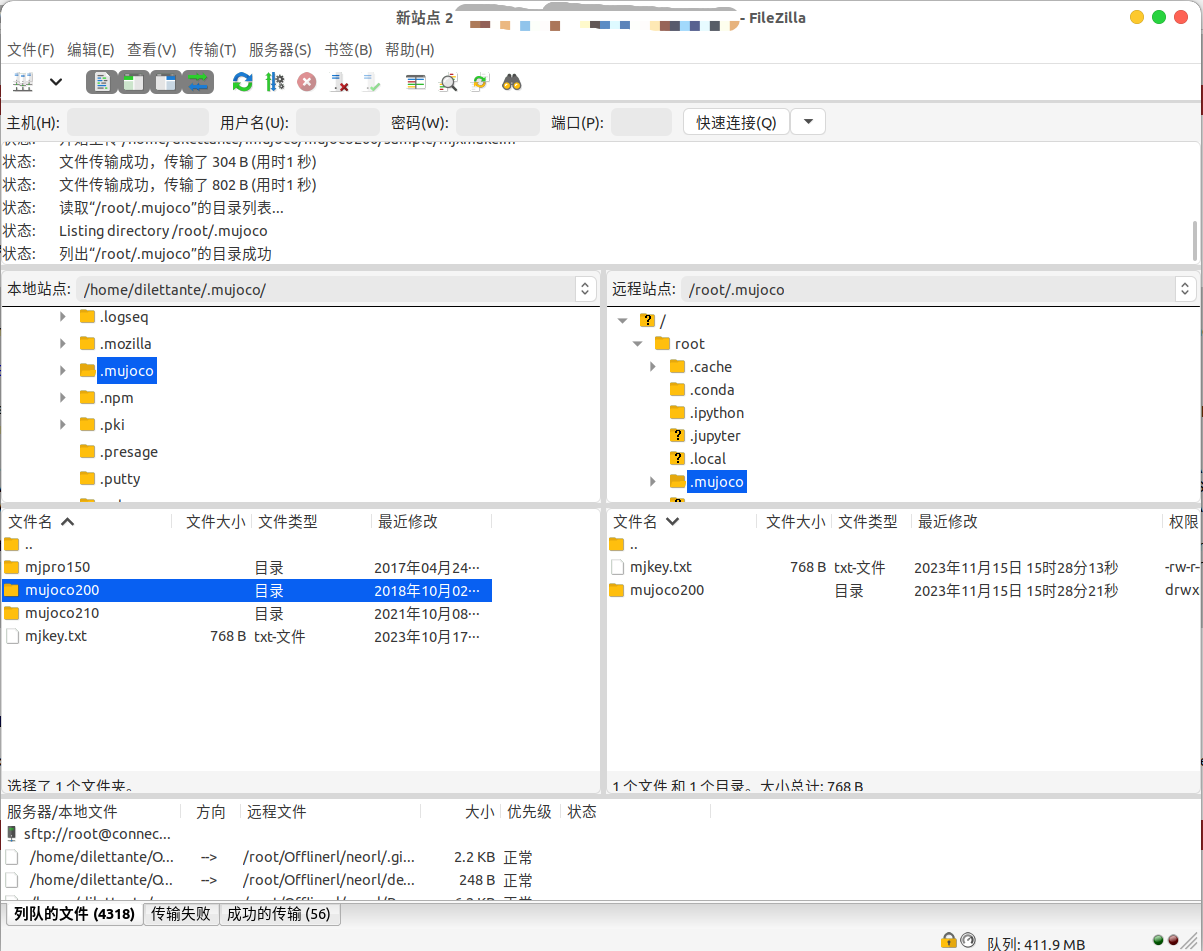 新站点 2 - FileZilla
文件(F) 编辑(E) 查看(V) 传输(T) 服务器(S) 书签(B) 帮助(H)
主机(H): 用户名(U): 密码(W): 端口(P): 快速连接(Q)
状态: 文件传输成功，传输了 304 B (用时1 秒)
状态: 文件传输成功，传输了 802 B (用时1 秒)
状态: 读取“/root/.mujoco”的目录列表...
状态: Listing directory /root/.mujoco
状态: 列出“/root/.mujoco”的目录成功
本地站点: /home/dilettante/.mujoco/
.logseq
.mozilla
.mujoco
.npm
.pki
.presage
.putty
远程站点: /root/.mujoco
/
root
.cache
.conda
.ipython
.jupyter
.local
.mujoco
文件名 文件大小 文件类型 最近修改
..
mjpro150 目录 2017年04月24···
mujoco200 目录 2018年10月02···
mujoco210 目录 2021年10月08···
mjkey.txt 768 B txt-文件 2023年10月17···
选择了 1 个文件夹。
文件名 文件大小 文件类型 最近修改 权限
..
mjkey.txt 768 B txt-文件 2023年11月15日 15时28分13秒 -rw-r-
mujoco200 目录 2023年11月15日 15时28分21秒 drwx
1 个文件 和 1 个目录。大小总计: 768 B
服务器/本地文件 方向 远程文件 大小 优先级 状态
sftp://root@connec...
/home/dilettante/O... --> /root/Offlinerl/neorl/.gi... 2.2 KB 正常
/home/dilettante/O... --> /root/Offlinerl/neorl/de... 248 B 正常
列队的文件 (4318) 传输失败 成功的传输 (56)
队列: 411.9 MB